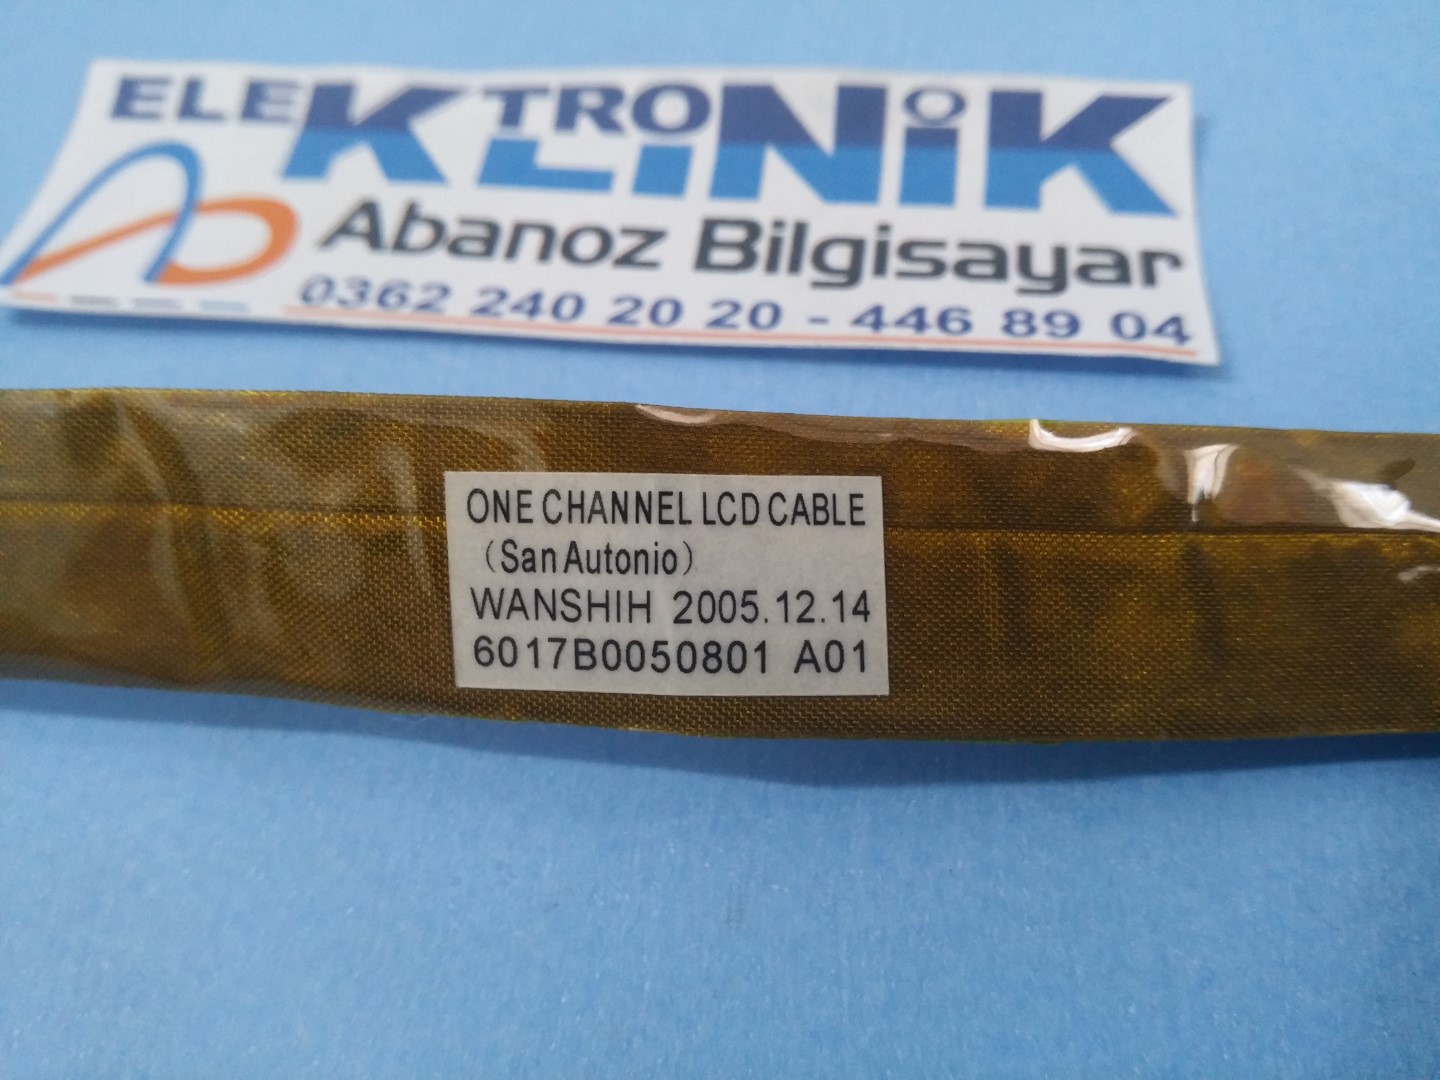 ELEKTRONiK
KLiNiK
Abanoz Bilgisayar
0362 240 20 20 - 446 89 04
ONE CHANNEL LCD CABLE
（San Autonio）
WANSHIH 2005.12.14
6017B0050801 A01